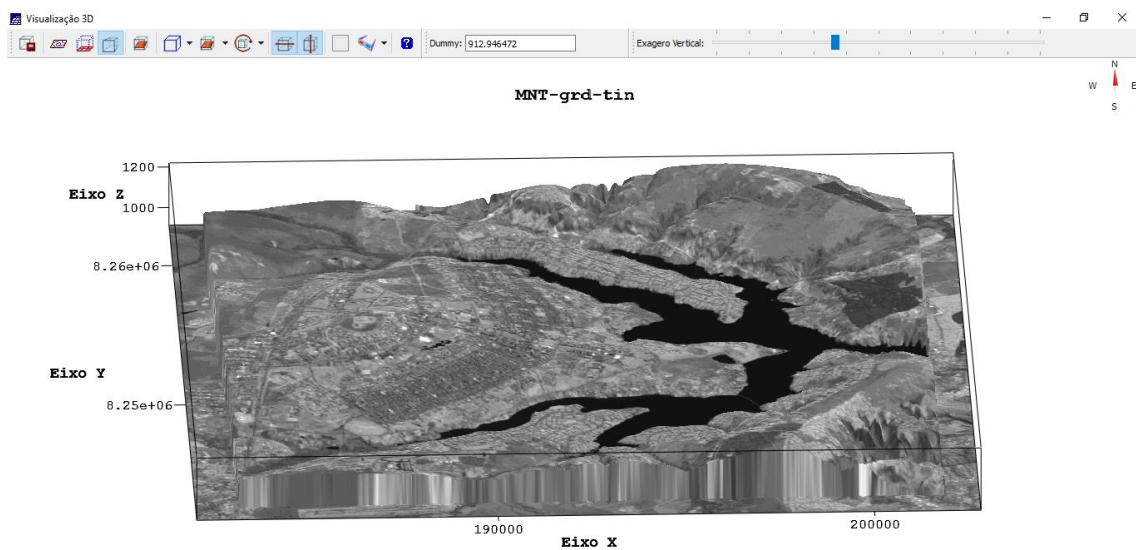 Visualização 3D
Dummy: 912.946472
Exagero Vertical:
N
W E
S
MNT-grd-tin
1200
Eixo Z
1000
8.26e+06
Eixo Y
8.25e+06
190000
200000
Eixo X